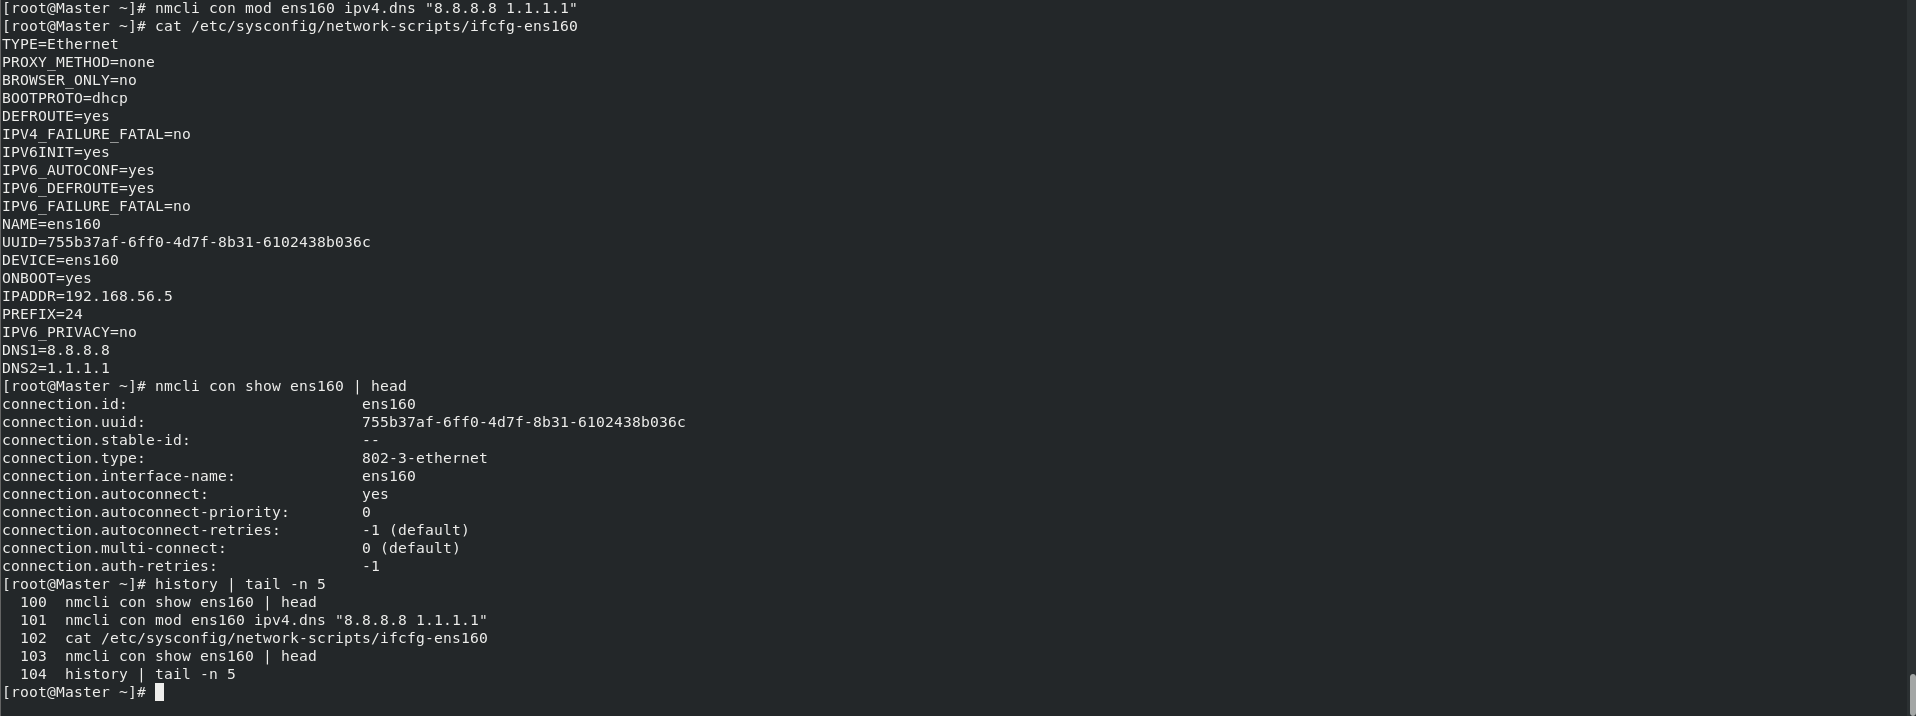 [root@Master ~]# nmcli con mod ens160 ipv4.dns "8.8.8.8 1.1.1.1"
[root@Master ~]# cat /etc/sysconfig/network-scripts/ifcfg-ens160
TYPE=Ethernet
PROXY_METHOD=none
BROWSER_ONLY=no
BOOTPROTO=dhcp
DEFROUTE=yes
IPV4_FAILURE_FATAL=no
IPV6INIT=yes
IPV6_AUTOCONF=yes
IPV6_DEFROUTE=yes
IPV6_FAILURE_FATAL=no
NAME=ens160
UUID=755b37af-6ff0-4d7f-8b31-6102438b036c
DEVICE=ens160
ONBOOT=yes
IPADDR=192.168.56.5
PREFIX=24
IPV6_PRIVACY=no
DNS1=8.8.8.8
DNS2=1.1.1.1
[root@Master ~]# nmcli con show ens160 | head
connection.id:                          ens160
connection.uuid:                        755b37af-6ff0-4d7f-8b31-6102438b036c
connection.stable-id:                   --
connection.type:                        802-3-ethernet
connection.interface-name:              ens160
connection.autoconnect:                 yes
connection.autoconnect-priority:        0
connection.autoconnect-retries:         -1 (default)
connection.multi-connect:               0 (default)
connection.auth-retries:                -1
[root@Master ~]# history | tail -n 5
  100  nmcli con show ens160 | head
  101  nmcli con mod ens160 ipv4.dns "8.8.8.8 1.1.1.1"
  102  cat /etc/sysconfig/network-scripts/ifcfg-ens160
  103  nmcli con show ens160 | head
  104  history | tail -n 5
[root@Master ~]#